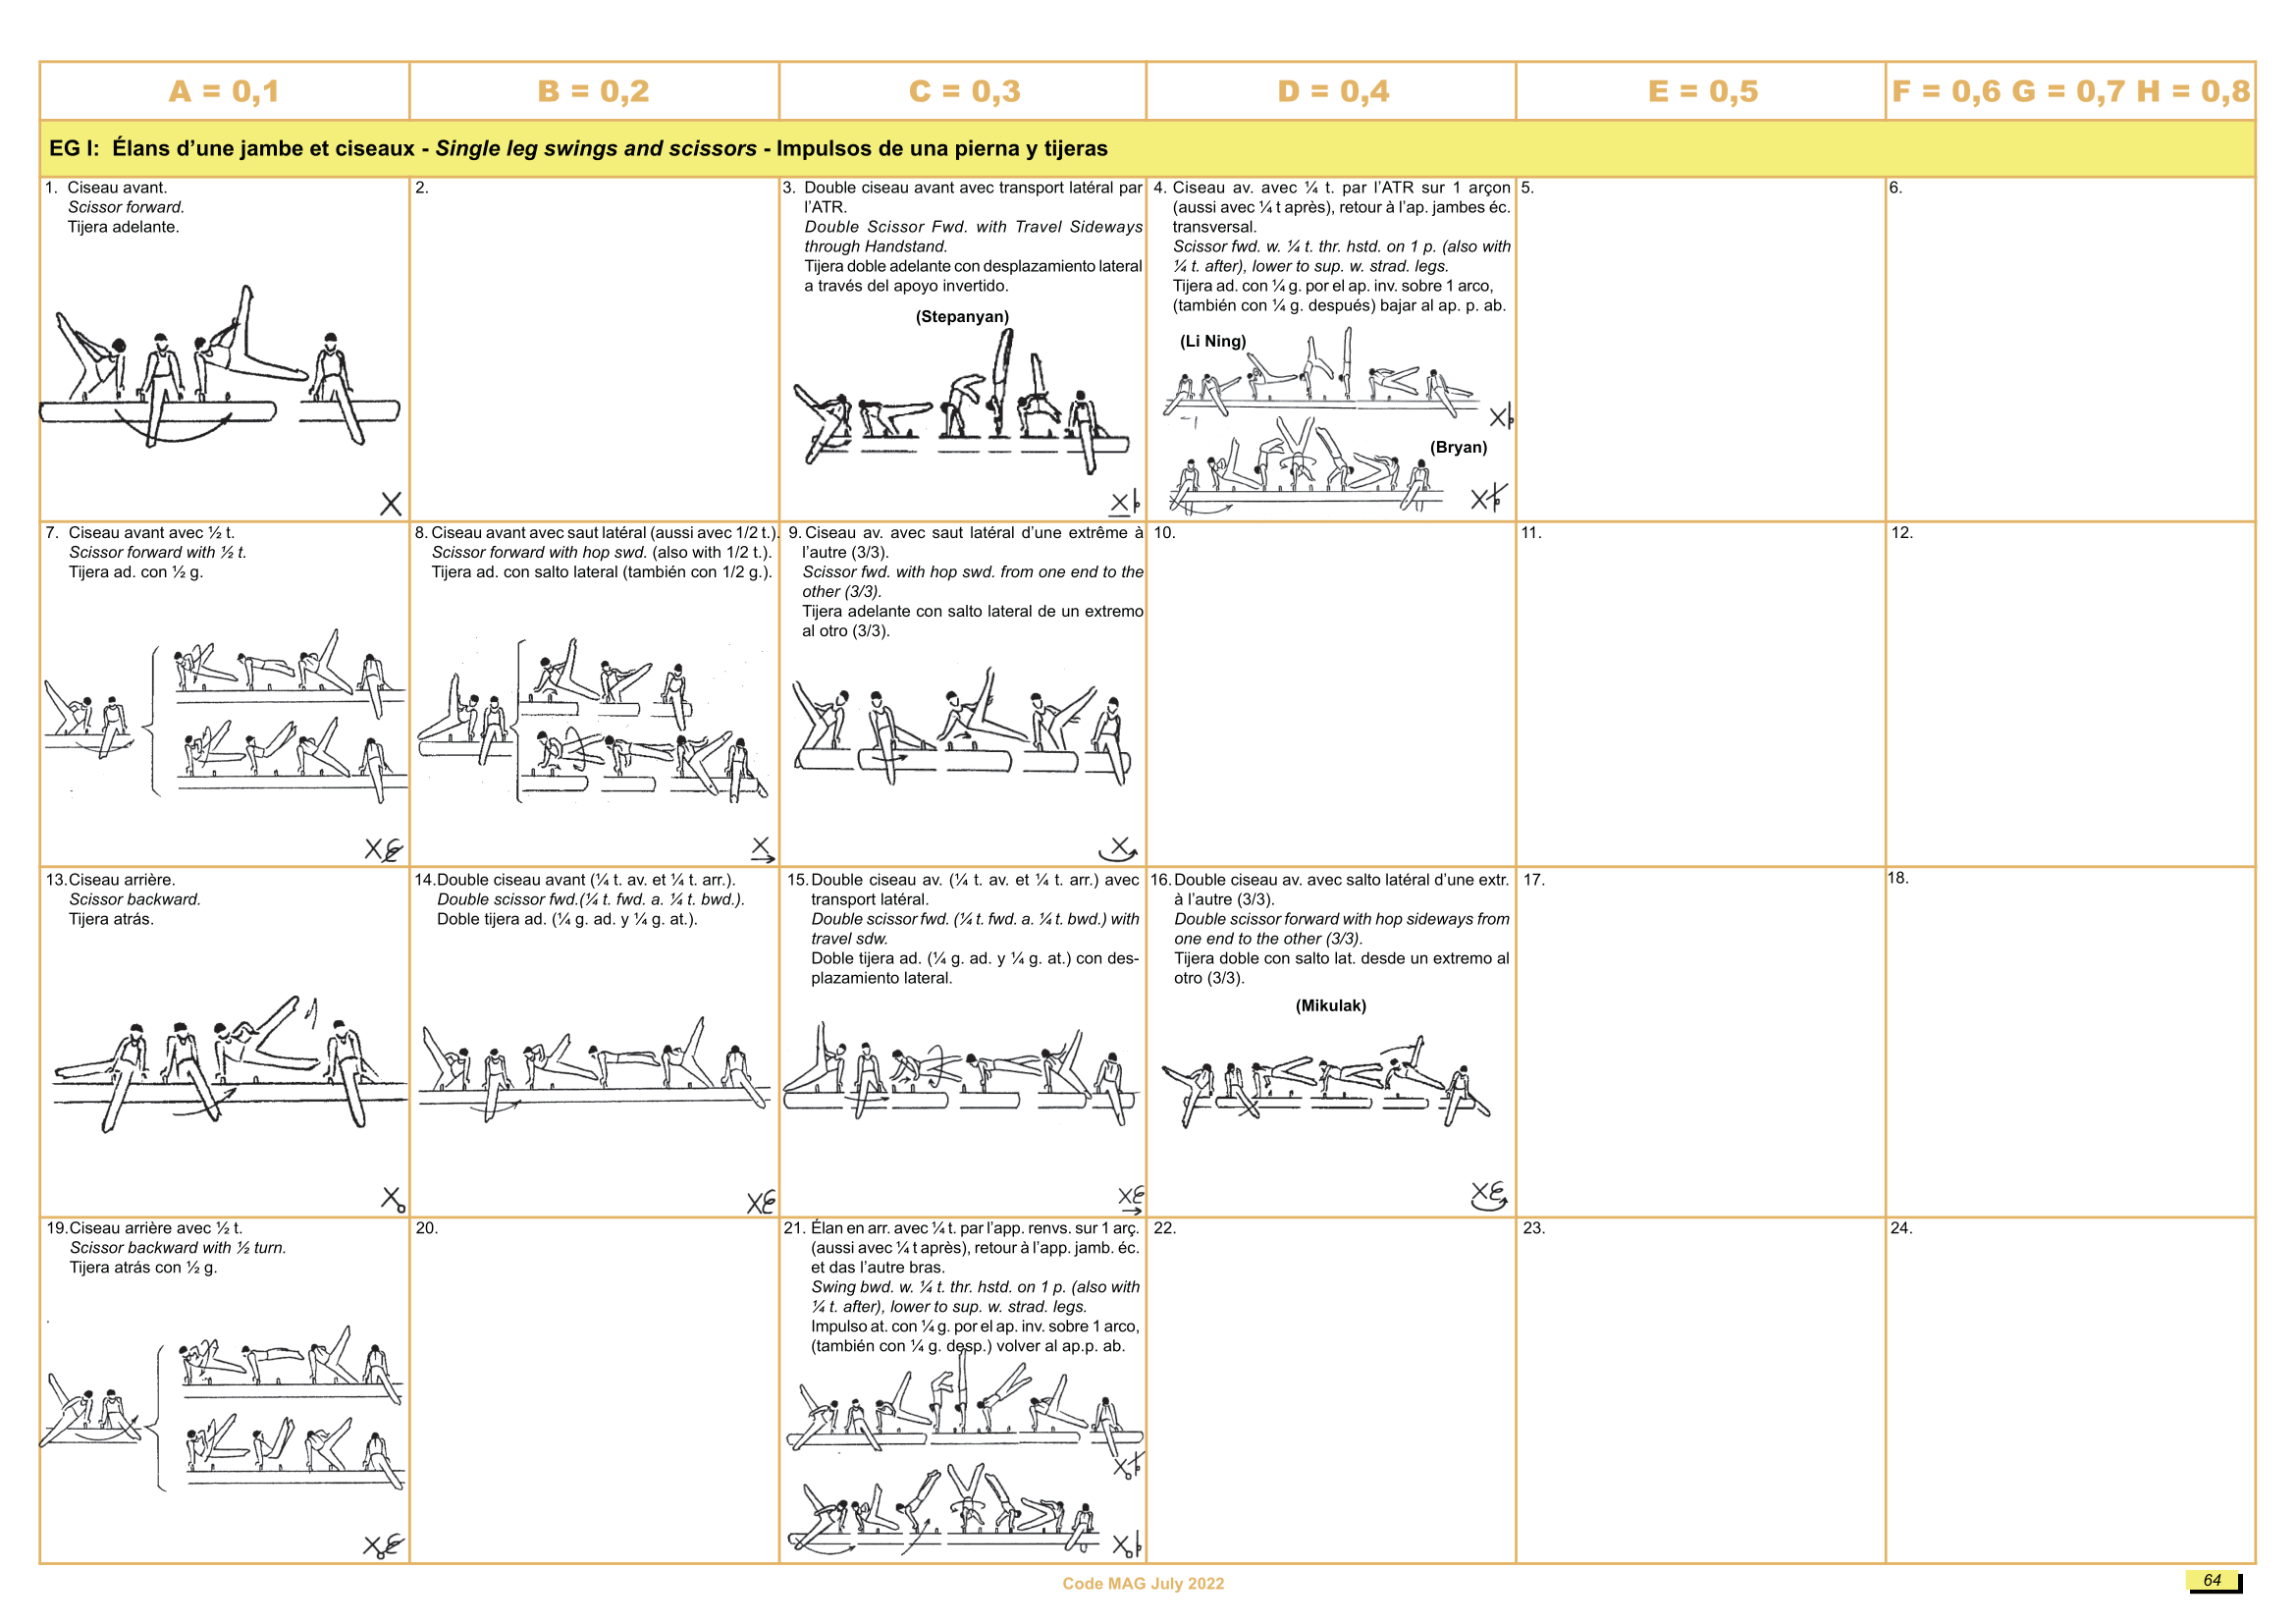 A = 0,1
B = 0,2
C = 0,3
D = 0,4
E = 0,5
F = 0,6 G = 0,7 H = 0,8
EG I: Élans d’une jambe et ciseaux - Single leg swings and scissors - Impulsos de una pierna y tijeras
1. Ciseau avant.
Scissor forward.
Tijera adelante.
2.
3. Double ciseau avant avec transport latéral par
l’ATR.
Double Scissor Fwd. with Travel Sideways
through Handstand.
Tijera doble adelante con desplazamiento lateral
a través del apoyo invertido.
(Stepanyan)
4. Ciseau av. avec ¼ t. par l’ATR sur 1 arçon
(aussi avec ¼ t après), retour à l’ap. jambes éc.
transversal.
Scissor fwd. w. ¼ t. thr. hstd. on 1 p. (also with
¼ t. after), lower to sup. w. strad. legs.
Tijera ad. con ¼ g. por el ap. inv. sobre 1 arco,
(también con ¼ g. después) bajar al ap. p. ab.
(Li Ning)
(Bryan)
5.
6.
7. Ciseau avant avec ½ t.
Scissor forward with ½ t.
Tijera ad. con ½ g.
8. Ciseau avant avec saut latéral (aussi avec 1/2 t.).
Scissor forward with hop swd. (also with 1/2 t.).
Tijera ad. con salto lateral (también con 1/2 g.).
9. Ciseau av. avec saut latéral d’une extrême à
l’autre (3/3).
Scissor fwd. with hop swd. from one end to the
other (3/3).
Tijera adelante con salto lateral de un extremo
al otro (3/3).
10.
11.
12.
13. Ciseau arrière.
Scissor backward.
Tijera atrás.
14. Double ciseau avant (¼ t. av. et ¼ t. arr.).
Double scissor fwd.(¼ t. fwd. a. ¼ t. bwd.).
Doble tijera ad. (¼ g. ad. y ¼ g. at.).
15. Double ciseau av. (¼ t. av. et ¼ t. arr.) avec
transport latéral.
Double scissor fwd. (¼ t. fwd. a. ¼ t. bwd.) with
travel sdw.
Doble tijera ad. (¼ g. ad. y ¼ g. at.) con des-
plazamiento lateral.
16. Double ciseau av. avec salto latéral d’une extr.
à l’autre (3/3).
Double scissor forward with hop sideways from
one end to the other (3/3).
Tijera doble con salto lat. desde un extremo al
otro (3/3).
(Mikulak)
17.
18.
19. Ciseau arrière avec ½ t.
Scissor backward with ½ turn.
Tijera atrás con ½ g.
20.
21. Élan en arr. avec ¼ t. par l’app. renvs. sur 1 arç.
(aussi avec ¼ t après), retour à l’app. jamb. éc.
et das l’autre bras.
Swing bwd. w. ¼ t. thr. hstd. on 1 p. (also with
¼ t. after), lower to sup. w. strad. legs.
Impulso at. con ¼ g. por el ap. inv. sobre 1 arco,
(también con ¼ g. desp.) volver al ap.p. ab.
22.
23.
24.
Code MAG July 2022
64